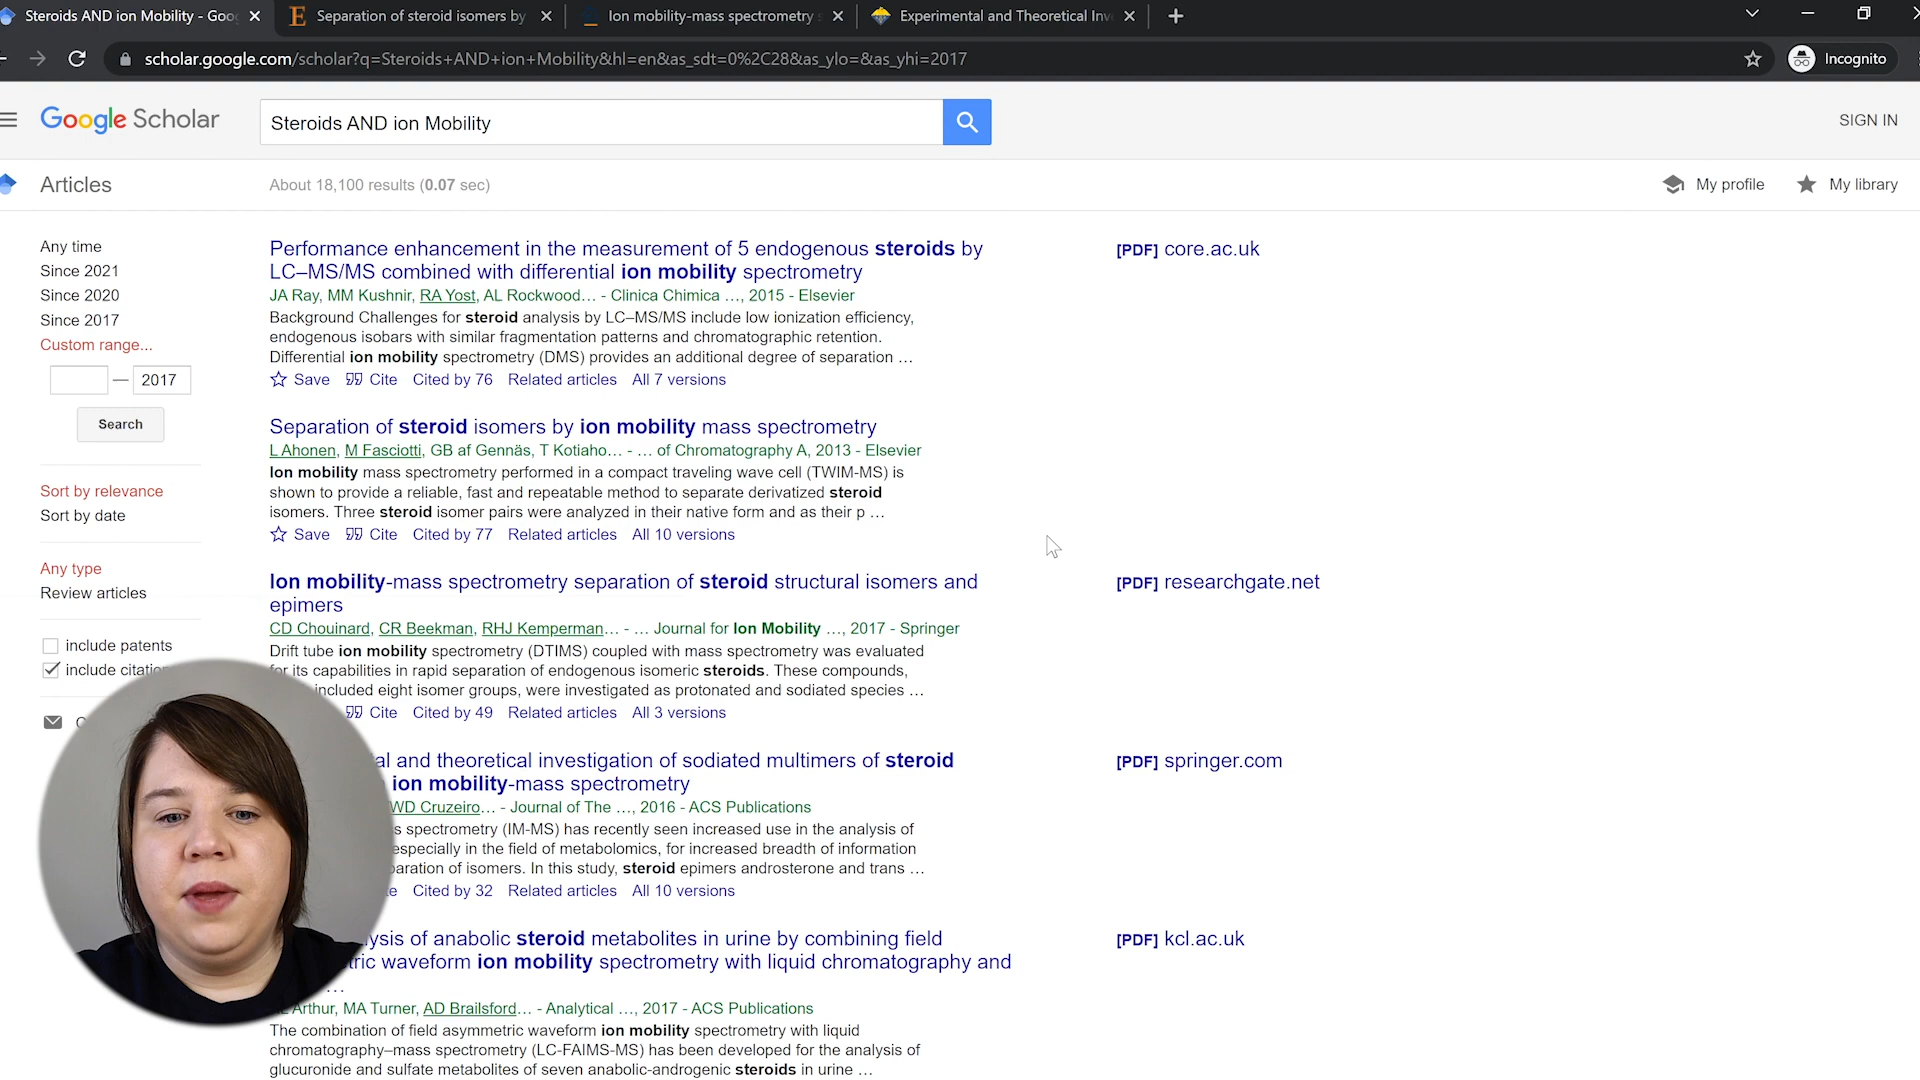 Steroids AND ion Mobility - Goo
Separation of steroid isomers by
Ion mobility-mass spectrometry
Experimental and Theoretical Inv
scholar.google.com/scholar?q=Steroids+AND+ion+Mobility&hl=en&as_sdt=0%2C28&as_ylo=&as_yhi=2017
Incognito
Google Scholar
Steroids AND ion Mobility
SIGN IN
Articles
About 18,100 results (0.07 sec)
My profile
My library
Any time
Since 2021
Since 2020
Since 2017
Custom range...
— 2017
Search
Sort by relevance
Sort by date
Any type
Review articles
include patents
include citatio
Performance enhancement in the measurement of 5 endogenous steroids by
LC–MS/MS combined with differential ion mobility spectrometry
JA Ray, MM Kushnir, RA Yost, AL Rockwood… - Clinica Chimica …, 2015 - Elsevier
Background Challenges for steroid analysis by LC–MS/MS include low ionization efficiency,
endogenous isobars with similar fragmentation patterns and chromatographic retention.
Differential ion mobility spectrometry (DMS) provides an additional degree of separation …
Save Cite Cited by 76 Related articles All 7 versions
[PDF] core.ac.uk
Separation of steroid isomers by ion mobility mass spectrometry
L Ahonen, M Fasciotti, GB af Gennäs, T Kotiaho… - … of Chromatography A, 2013 - Elsevier
Ion mobility mass spectrometry performed in a compact traveling wave cell (TWIM-MS) is
shown to provide a reliable, fast and repeatable method to separate derivatized steroid
isomers. Three steroid isomer pairs were analyzed in their native form and as their p …
Save Cite Cited by 77 Related articles All 10 versions
Ion mobility-mass spectrometry separation of steroid structural isomers and
epimers
CD Chouinard, CR Beekman, RHJ Kemperman… - … Journal for Ion Mobility …, 2017 - Springer
Drift tube ion mobility spectrometry (DTIMS) coupled with mass spectrometry was evaluated
for its capabilities in rapid separation of endogenous isomeric steroids. These compounds,
included eight isomer groups, were investigated as protonated and sodiated species …
Cite Cited by 49 Related articles All 3 versions
[PDF] researchgate.net
al and theoretical investigation of sodiated multimers of steroid
ion mobility-mass spectrometry
WD Cruzeiro… - Journal of The …, 2016 - ACS Publications
s spectrometry (IM-MS) has recently seen increased use in the analysis of
especially in the field of metabolomics, for increased breadth of information
aration of isomers. In this study, steroid epimers androsterone and trans …
e Cited by 32 Related articles All 10 versions
[PDF] springer.com
lysis of anabolic steroid metabolites in urine by combining field
tric waveform ion mobility spectrometry with liquid chromatography and
…
Arthur, MA Turner, AD Brailsford… - Analytical …, 2017 - ACS Publications
The combination of field asymmetric waveform ion mobility spectrometry with liquid
chromatography–mass spectrometry (LC-FAIMS-MS) has been developed for the analysis of
glucuronide and sulfate metabolites of seven anabolic-androgenic steroids in urine …
[PDF] kcl.ac.uk